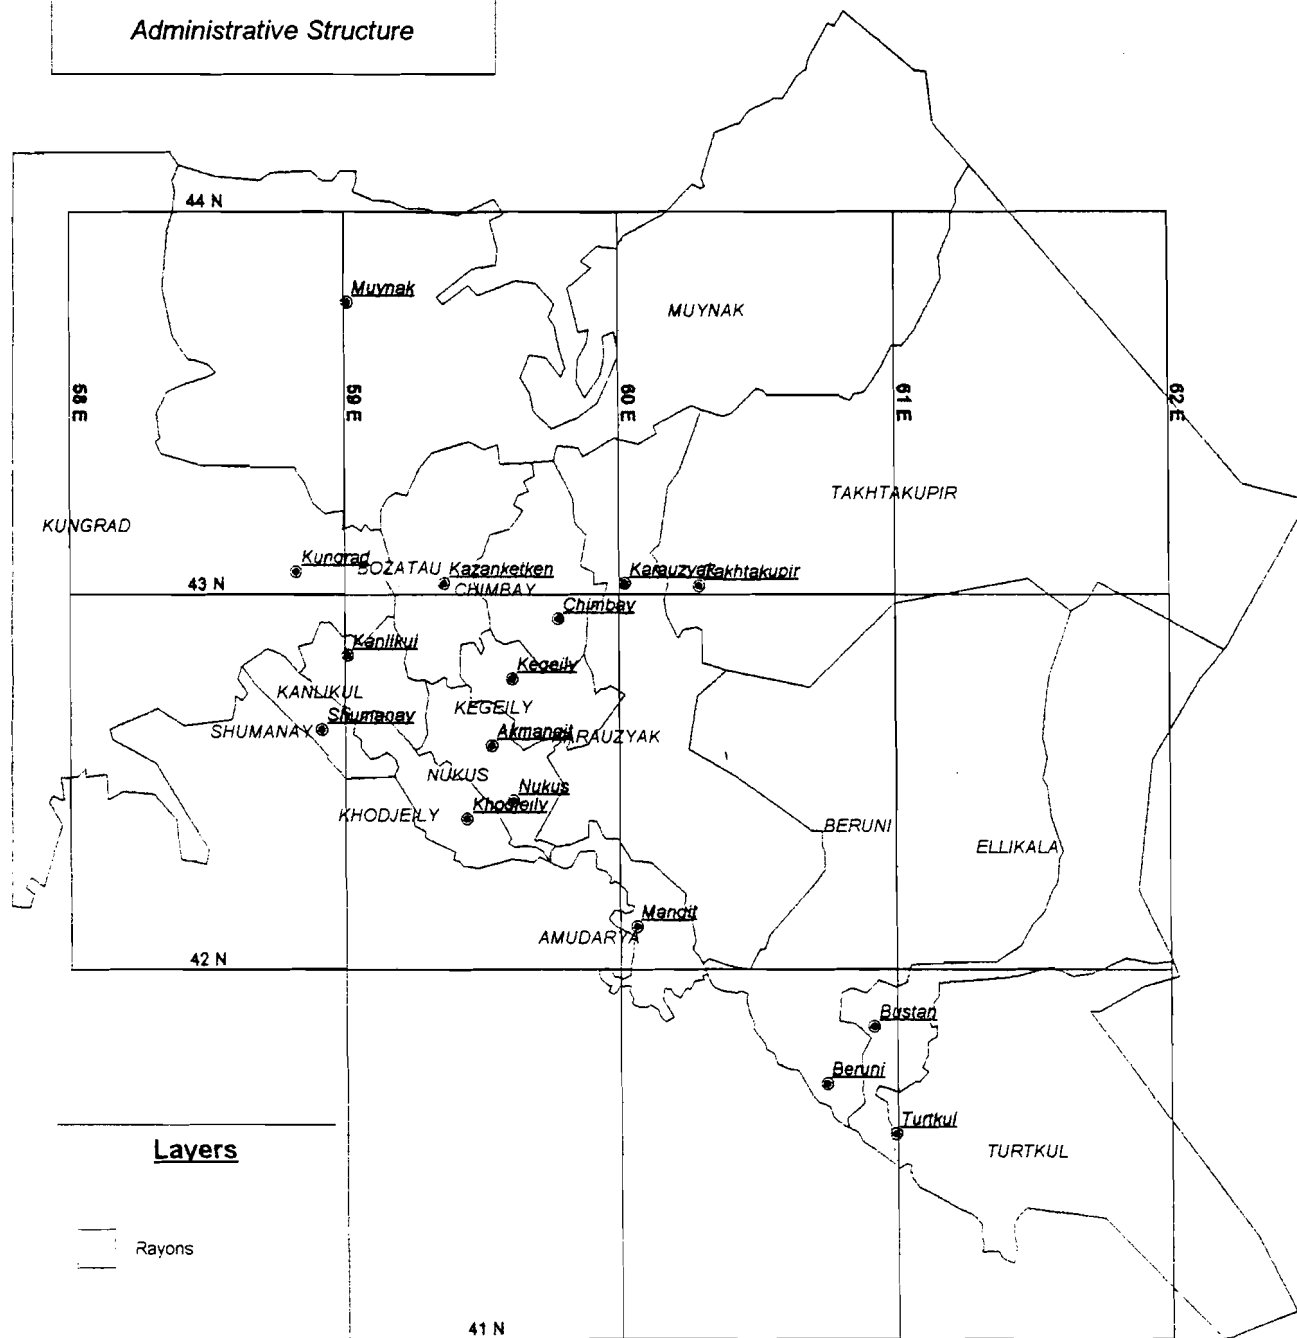 Administrative Structure
44 N
Muynak
MUYNAK
58 E
59 E
60 E
61 E
62 E
TAKHTAKUPIR
KUNGRAD
Kungrad
BOZATAU
Kazanketken
Karauzyak
Takhtakupir
43 N
CHIMBAY
Chimbay
Kanlikul
Kegeily
KANLIKUL
KEGEILY
Shumanay
SHUMANAY
Akmangit
KARAUZYAK
NUKUS
Nukus
KHODJEILY
Khodjeily
BERUNI
ELLIKALA
Mangit
AMUDARYA
42 N
Bustan
Beruni
Turtkul
TURTKUL
Layers
Rayons
41 N